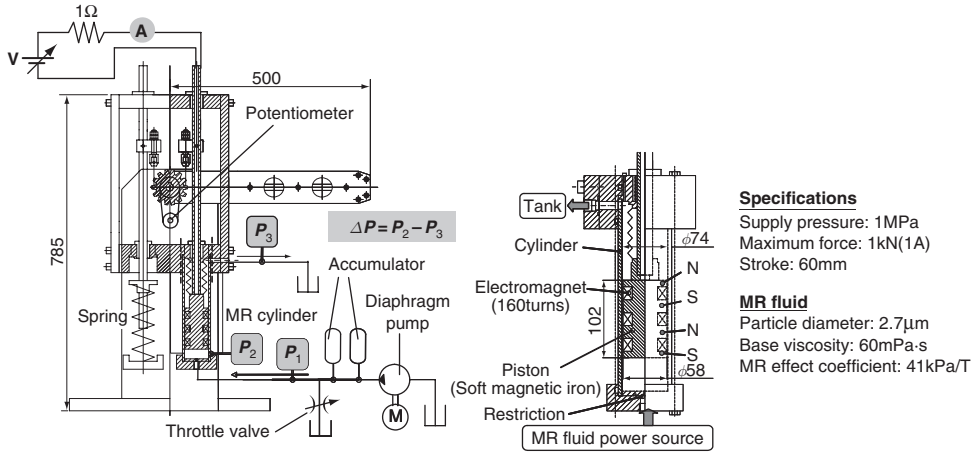 1Ω
A
V
500
Potentiometer
785
P3
ΔP = P2 – P3
Accumulator
Diaphragm
pump
Spring
MR cylinder
P2
P1
M
Throttle valve
Tank
Cylinder
Electromagnet
(160turns)
102
Piston
(Soft magnetic iron)
Restriction
MR fluid power source
ϕ74
N
S
N
S
ϕ58
Specifications
Supply pressure: 1MPa
Maximum force: 1kN(1A)
Stroke: 60mm
MR fluid
Particle diameter: 2.7μm
Base viscosity: 60mPa·s
MR effect coefficient: 41kPa/T